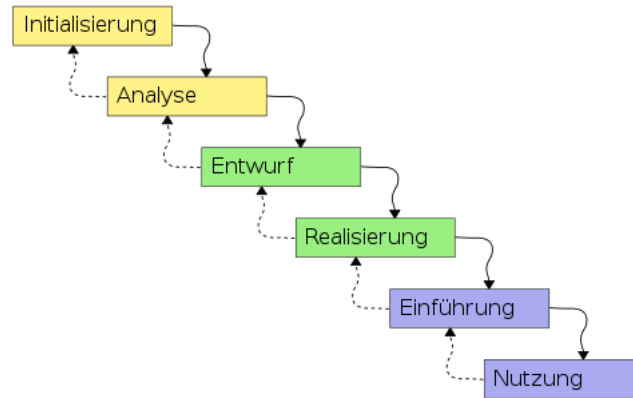 Initialisierung
Analyse
Entwurf
Realisierung
Einführung
Nutzung